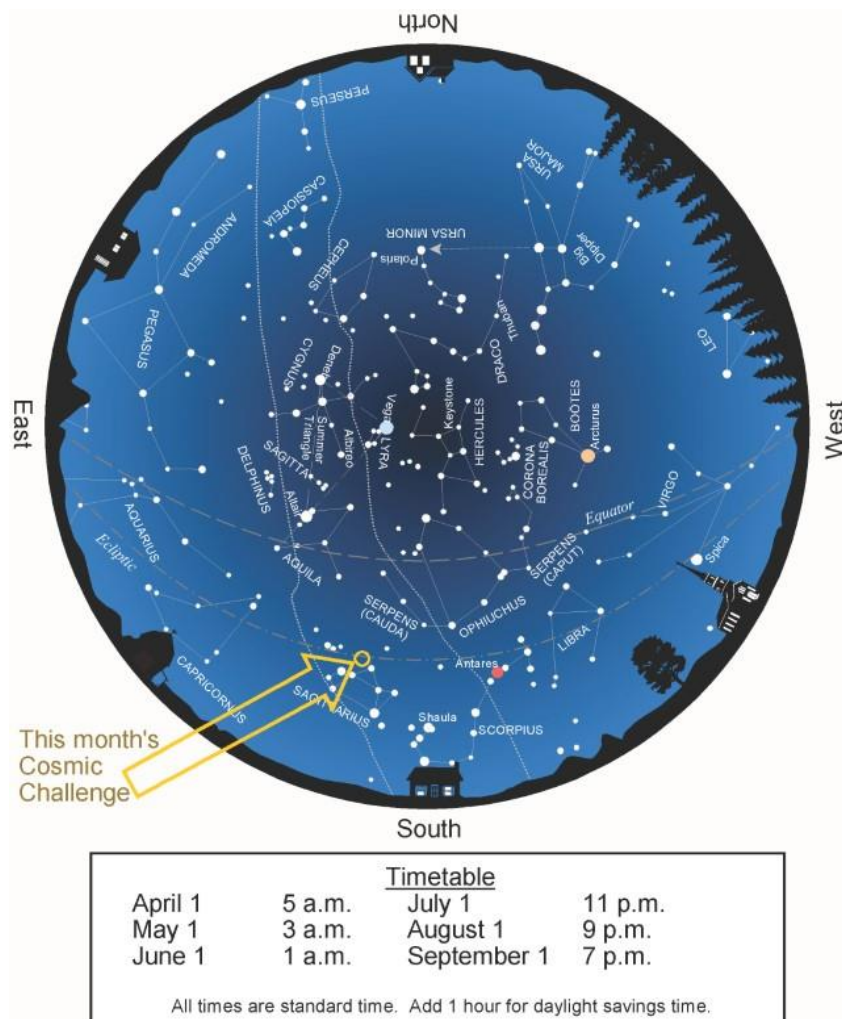 North
PERSEUS
CASSIOPEIA
CEPHEUS
ANDROMEDA
PEGASUS
URSA MINOR
Polaris
URSA
MAJOR
Big
Dipper
Thuban
DRACO
LEO
CYGNUS
Deneb
Summer
Triangle
Albireo
Vega
LYRA
Keystone
HERCULES
BOÖTES
Arcturus
CORONA
BOREALIS
East
West
SAGITTA
DELPHINUS
Altair
AQUILA
AQUARIUS
Ecliptic
Equator
VIRGO
Spica
SERPENS
(CAPUT)
SERPENS
(CAUDA)
OPHIUCHUS
LIBRA
Antares
CAPRICORNUS
SAGITTARIUS
Shaula
SCORPIUS
This month's
Cosmic
Challenge
South
Timetable
April 1 5 a.m. July 1 11 p.m.
May 1 3 a.m. August 1 9 p.m.
June 1 1 a.m. September 1 7 p.m.
All times are standard time. Add 1 hour for daylight savings time.